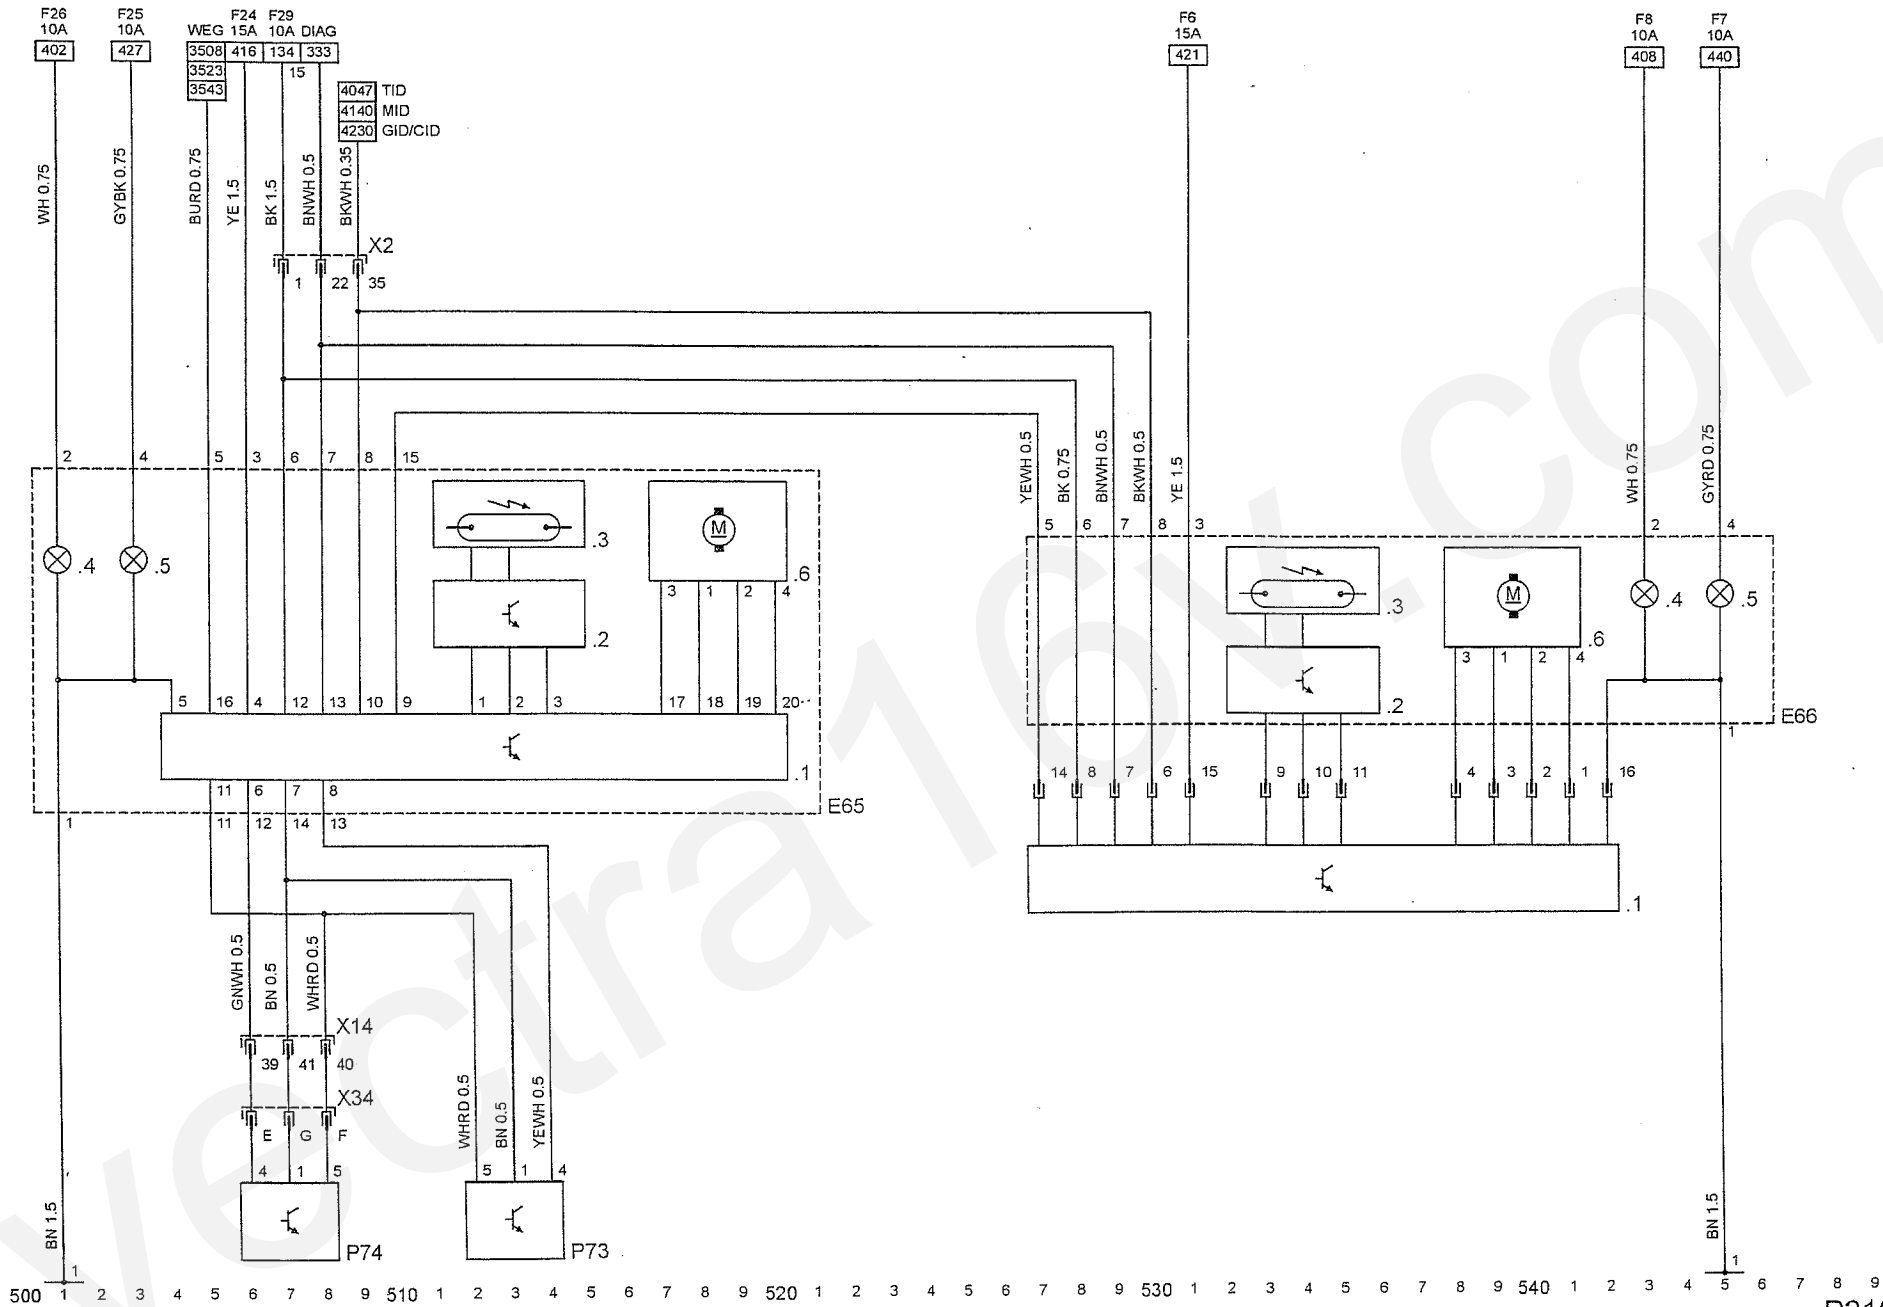 F26 F25 F24 F29 F6 F8 F7
10A 10A WEG 15A 10A DIAG 15A 10A 10A
402 427 3508 416 134 333 421 408 440
3523 15
3543
4047 TID
4140 MID
4230 GID/CID
WH 0.75
GYBK 0.75
BURD 0.75
YE 1.5
BK 1.5
BNWH 0.5
BKWH 0.35
X2
1 22 35
YEWH 0.5
BK 0.75
BNWH 0.5
BKWH 0.5
YE 1.5
WH 0.75
GYRD 0.75
2 4 5 3 6 7 8 15
5 6 7 8 3 2 4
.4 .5 .3 .6
.2
3 1 2 4
.3 .6 .4 .5
3 1 2 4
.2
5 16 4 12 13 10 9 1 2 3 17 18 19 20
E66
1
.1
14 8 7 6 15 9 10 11 4 3 2 1 16
11 6 7 8
E65
1 11 12 14 13
.1
GNWH 0.5
BN 0.5
WHRD 0.5
X14
39 41 40
X34
E G F
WHRD 0.5
BN 0.5
YEWH 0.5
4 1 5 5 1 4
P74 P73
BN 1.5
BN 1.5
1 1
500 1 2 3 4 5 6 7 8 9 510 1 2 3 4 5 6 7 8 9 520 1 2 3 4 5 6 7 8 9 530 1 2 3 4 5 6 7 8 9 540 1 2 3 4 5 6 7 8 9
vectra16v.com